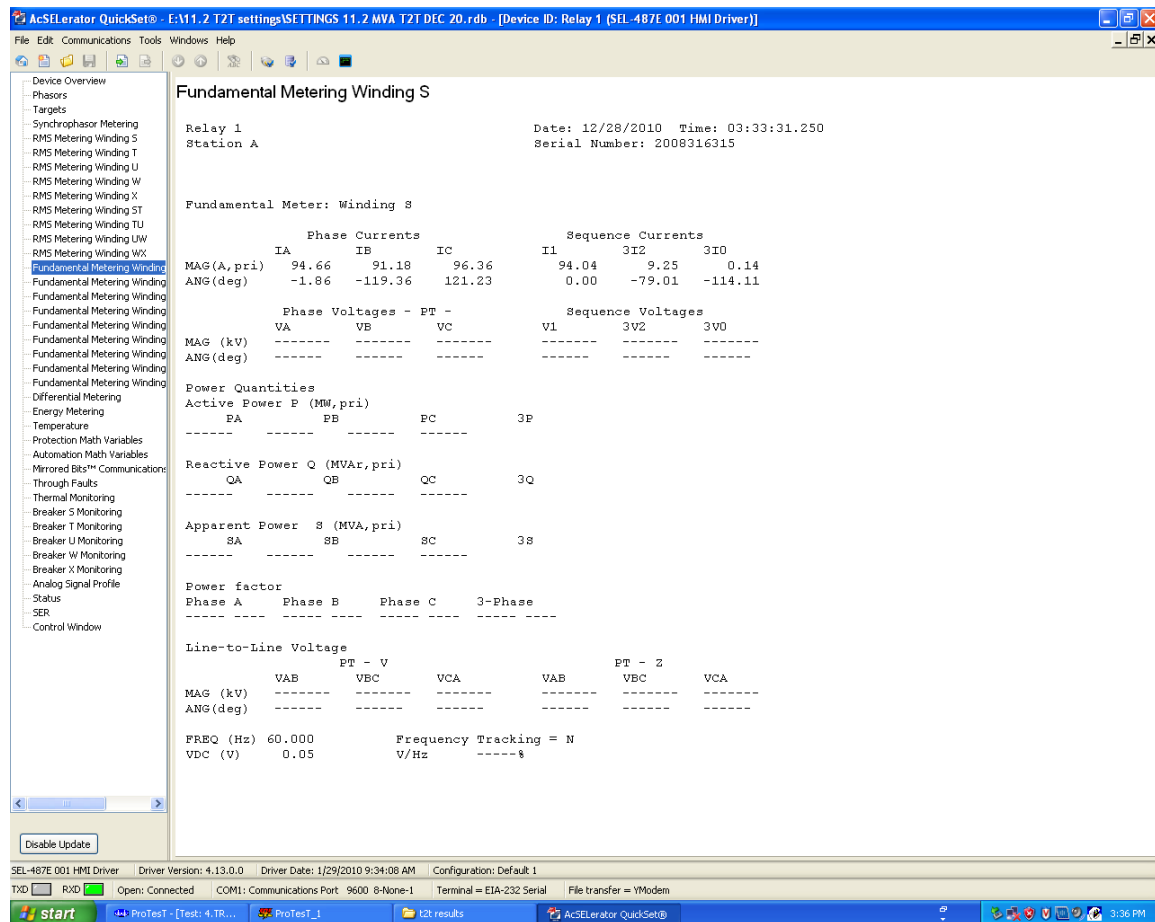 AcSELerator QuickSet® - E:\11.2 T2T settings\SETTINGS 11.2 MVA T2T DEC 20.rdb - [Device ID: Relay 1 (SEL-487E 001 HMI Driver)]
File Edit Communications Tools Windows Help
Device Overview
Phasors
Targets
Synchrophasor Metering
RMS Metering Winding S
RMS Metering Winding T
RMS Metering Winding U
RMS Metering Winding W
RMS Metering Winding X
RMS Metering Winding ST
RMS Metering Winding TU
RMS Metering Winding UW
RMS Metering Winding WX
Fundamental Metering Winding
Fundamental Metering Winding
Fundamental Metering Winding
Fundamental Metering Winding
Fundamental Metering Winding
Fundamental Metering Winding
Fundamental Metering Winding
Fundamental Metering Winding
Fundamental Metering Winding
Differential Metering
Energy Metering
Temperature
Protection Math Variables
Automation Math Variables
Mirrored Bits™ Communications
Through Faults
Thermal Monitoring
Breaker S Monitoring
Breaker T Monitoring
Breaker U Monitoring
Breaker W Monitoring
Breaker X Monitoring
Analog Signal Profile
Status
SER
Control Window
Disable Update
Fundamental Metering Winding S
Relay 1 Date: 12/28/2010 Time: 03:33:31.250
Station A Serial Number: 2008316315
Fundamental Meter: Winding S
Phase Currents Sequence Currents
IA IB IC I1 3I2 3I0
MAG(A,pri) 94.66 91.18 96.36 94.04 9.25 0.14
ANG(deg) -1.86 -119.36 121.23 0.00 -79.01 -114.11
Phase Voltages - PT - Sequence Voltages
VA VB VC V1 3V2 3V0
MAG (kV) ------- ------- ------- ------- ------- -------
ANG(deg) ------ ------ ------ ------ ------ ------
Power Quantities
Active Power P (MW,pri)
PA PB PC 3P
------ ------ ------ ------
Reactive Power Q (MVAr,pri)
QA QB QC 3Q
------ ------ ------ ------
Apparent Power S (MVA,pri)
SA SB SC 3S
------ ------ ------ ------
Power factor
Phase A Phase B Phase C 3-Phase
----- ---- ----- ---- ----- ---- ----- ----
Line-to-Line Voltage
PT - V PT - Z
VAB VBC VCA VAB VBC VCA
MAG (kV) ------- ------- ------- ------- ------- -------
ANG(deg) ------ ------ ------ ------ ------ ------
FREQ (Hz) 60.000 Frequency Tracking = N
VDC (V) 0.05 V/Hz -----%
SEL-487E 001 HMI Driver Driver Version: 4.13.0.0 Driver Date: 1/29/2010 9:34:08 AM Configuration: Default 1
TXD RXD Open: Connected COM1: Communications Port 9600 8-None-1 Terminal = EIA-232 Serial File transfer = YModem
start ProTesT - [Test: 4.TR... ProTesT_1 t2t results AcSELerator QuickSet® 3:36 PM